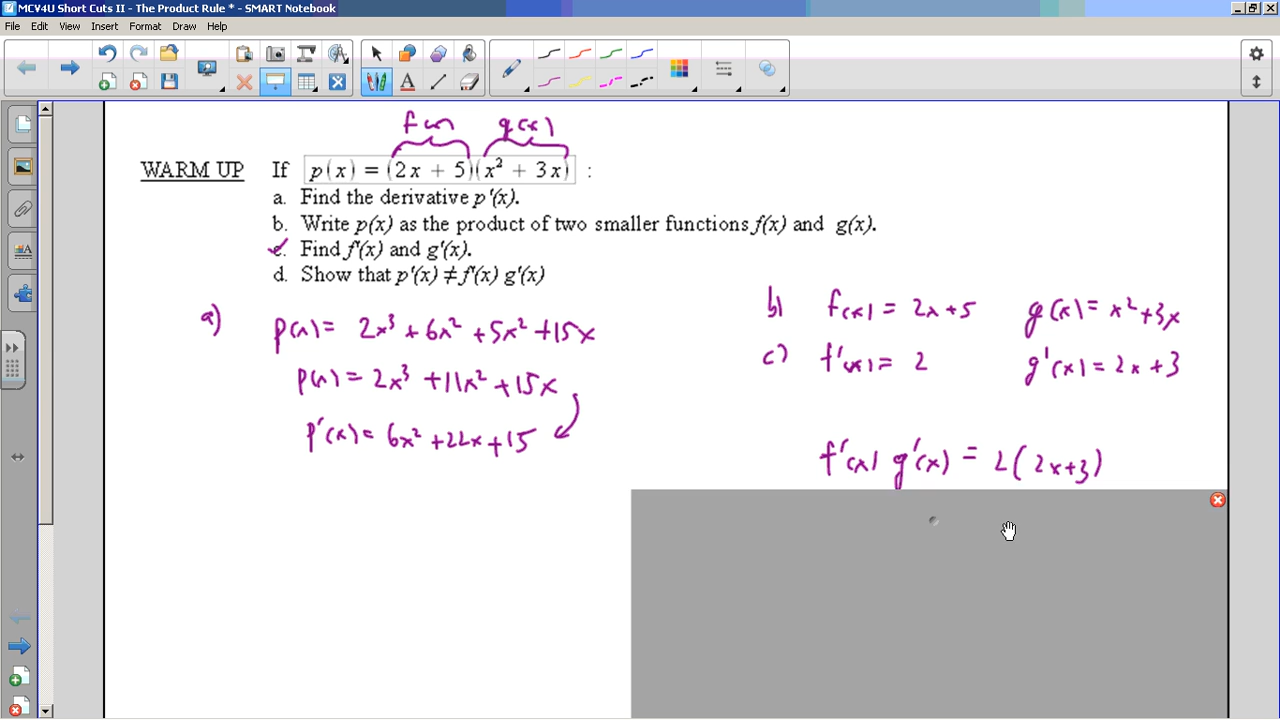 MCV4U Short Cuts II - The Product Rule * - SMART Notebook
File Edit View Insert Format Draw Help
f(x) g(x)
WARM UP If p(x) = (2x + 5)(x² + 3x) :
a. Find the derivative p'(x).
b. Write p(x) as the product of two smaller functions f(x) and g(x).
c. Find f'(x) and g'(x).
d. Show that p'(x) ≠ f'(x) g'(x)
a) p(x) = 2x³ + 6x² + 5x² + 15x
p(x) = 2x³ + 11x² + 15x
p'(x) = 6x² + 22x + 15
b) f(x) = 2x + 5 g(x) = x² + 3x
c) f'(x) = 2 g'(x) = 2x + 3
f'(x) g'(x) = 2(2x+3)